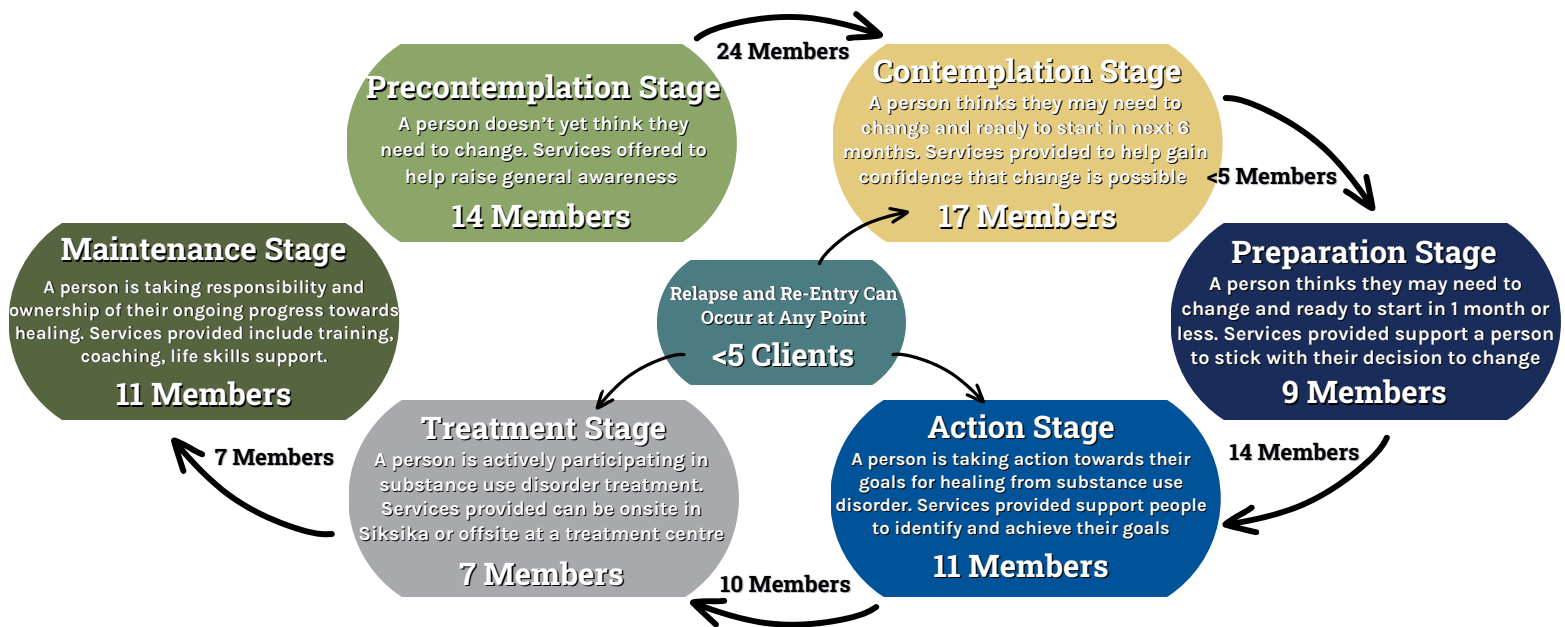 24 Members
Precontemplation Stage
A person doesn’t yet think they
need to change. Services offered to
help raise general awareness
14 Members
Contemplation Stage
A person thinks they may need to
change and ready to start in next 6
months. Services provided to help gain
confidence that change is possible
17 Members
<5 Members
Preparation Stage
A person thinks they may need to
change and ready to start in 1 month or
less. Services provided support a person
to stick with their decision to change
9 Members
14 Members
Action Stage
A person is taking action towards their
goals for healing from substance use
disorder. Services provided support people
to identify and achieve their goals
11 Members
10 Members
Treatment Stage
A person is actively participating in
substance use disorder treatment.
Services provided can be onsite in
Siksika or offsite at a treatment centre
7 Members
7 Members
Maintenance Stage
A person is taking responsibility and
ownership of their ongoing progress towards
healing. Services provided include training,
coaching, life skills support.
11 Members
Relapse and Re-Entry Can
Occur at Any Point
<5 Clients